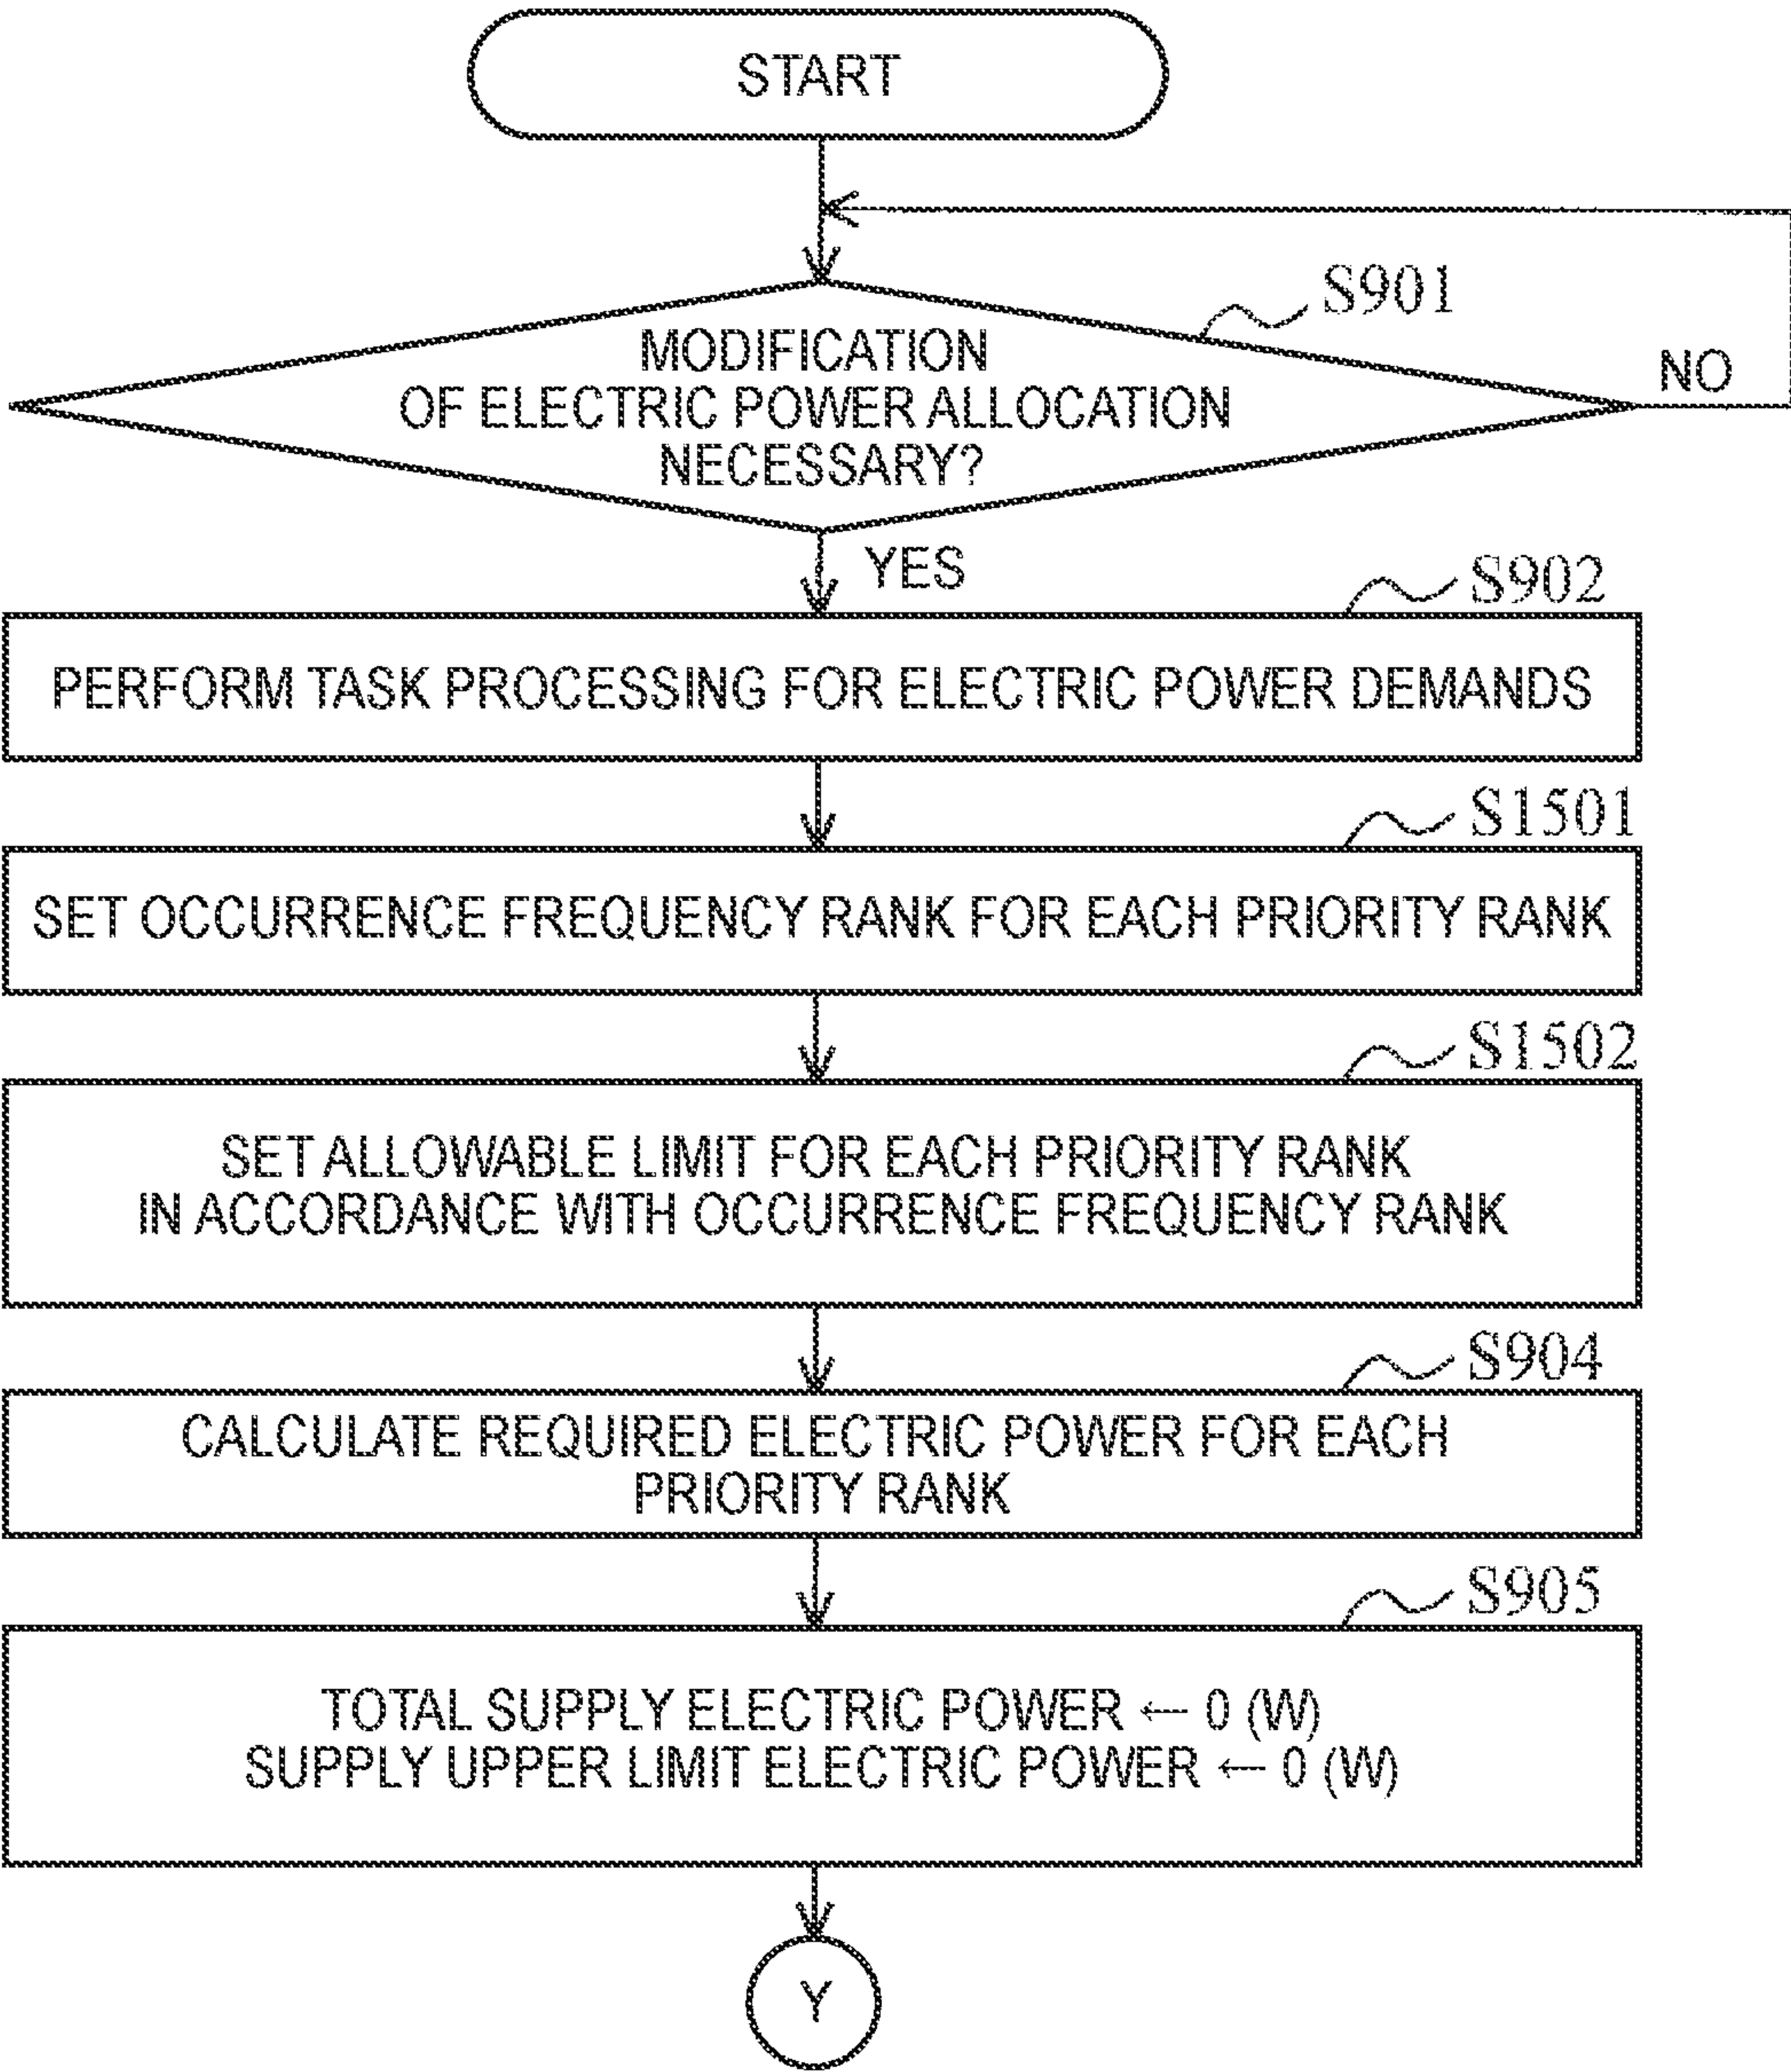 START
S901
MODIFICATION
OF ELECTRIC POWER ALLOCATION
NECESSARY?
NO
YES
S902
PERFORM TASK PROCESSING FOR ELECTRIC POWER DEMANDS
S1501
SET OCCURRENCE FREQUENCY RANK FOR EACH PRIORITY RANK
S1502
SET ALLOWABLE LIMIT FOR EACH PRIORITY RANK
IN ACCORDANCE WITH OCCURRENCE FREQUENCY RANK
S904
CALCULATE REQUIRED ELECTRIC POWER FOR EACH
PRIORITY RANK
S905
TOTAL SUPPLY ELECTRIC POWER ← 0 (W)
SUPPLY UPPER LIMIT ELECTRIC POWER ← 0 (W)
Y